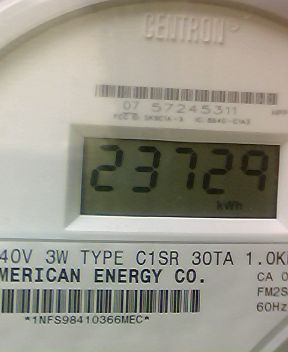 CENTRON®
07 57245311
23729
kWh
40V 3W TYPE C1SR 30TA 1.0K
MERICAN ENERGY CO.
CA 0
FM2S
60Hz
*1NFS98410366MEC*